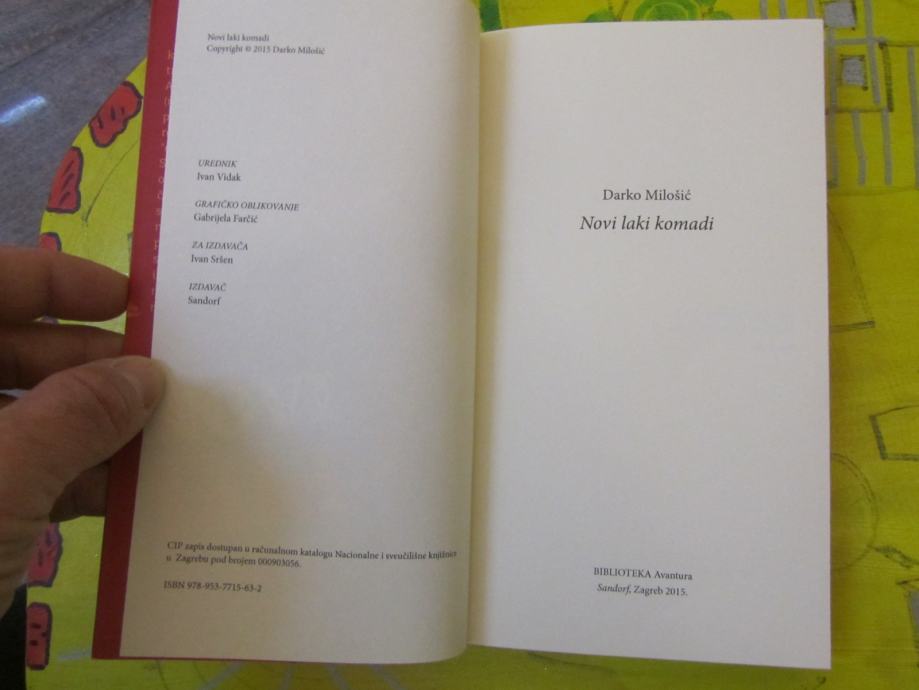 Novi laki komadi
Copyright © 2015 Darko Milošić
UREDNIK
Ivan Vidak
GRAFIČKO OBLIKOVANJE
Gabrijela Farčić
ZA IZDAVAČA
Ivan Sršen
IZDAVAČ
Sandorf
CIP zapis dostupan u računalnom katalogu Nacionalne i sveučilišne knjižnice
u Zagrebu pod brojem 000903056.
ISBN 978-953-7715-63-2
Darko Milošić
Novi laki komadi
BIBLIOTEKA Avantura
Sandorf, Zagreb 2015.